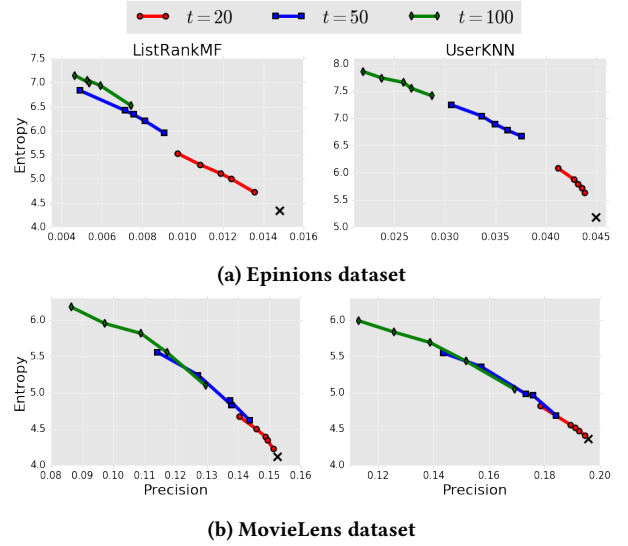 t = 20 t = 50 t = 100
ListRankMF UserKNN
7.5 8.0
7.0 7.5
6.5 7.0
6.0 6.5
5.5 6.0
5.0 5.5
4.5 5.0
4.0
Entropy
0.004 0.006 0.008 0.010 0.012 0.014 0.016 0.025 0.030 0.035 0.040 0.045
(a) Epinions dataset
6.0 6.0
5.5 5.5
5.0 5.0
4.5 4.5
4.0 4.0
Entropy
0.08 0.09 0.10 0.11 0.12 0.13 0.14 0.15 0.16 0.12 0.14 0.16 0.18 0.20
Precision Precision
(b) MovieLens dataset